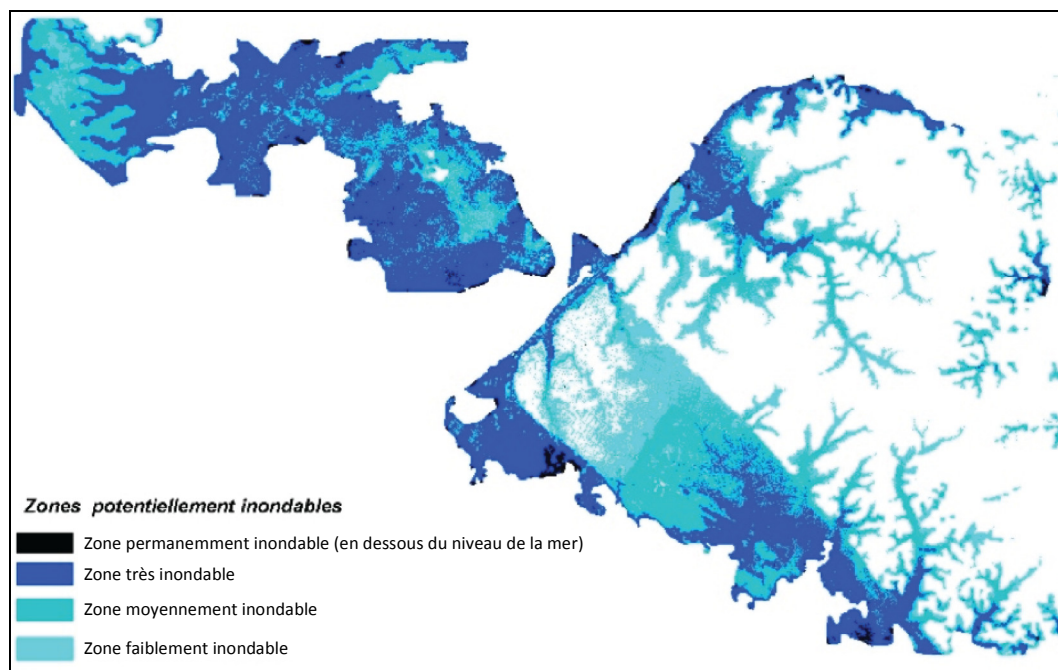 Zones potentiellement inondables
Zone permanemment inondable (en dessous du niveau de la mer)
Zone très inondable
Zone moyennement inondable
Zone faiblement inondable